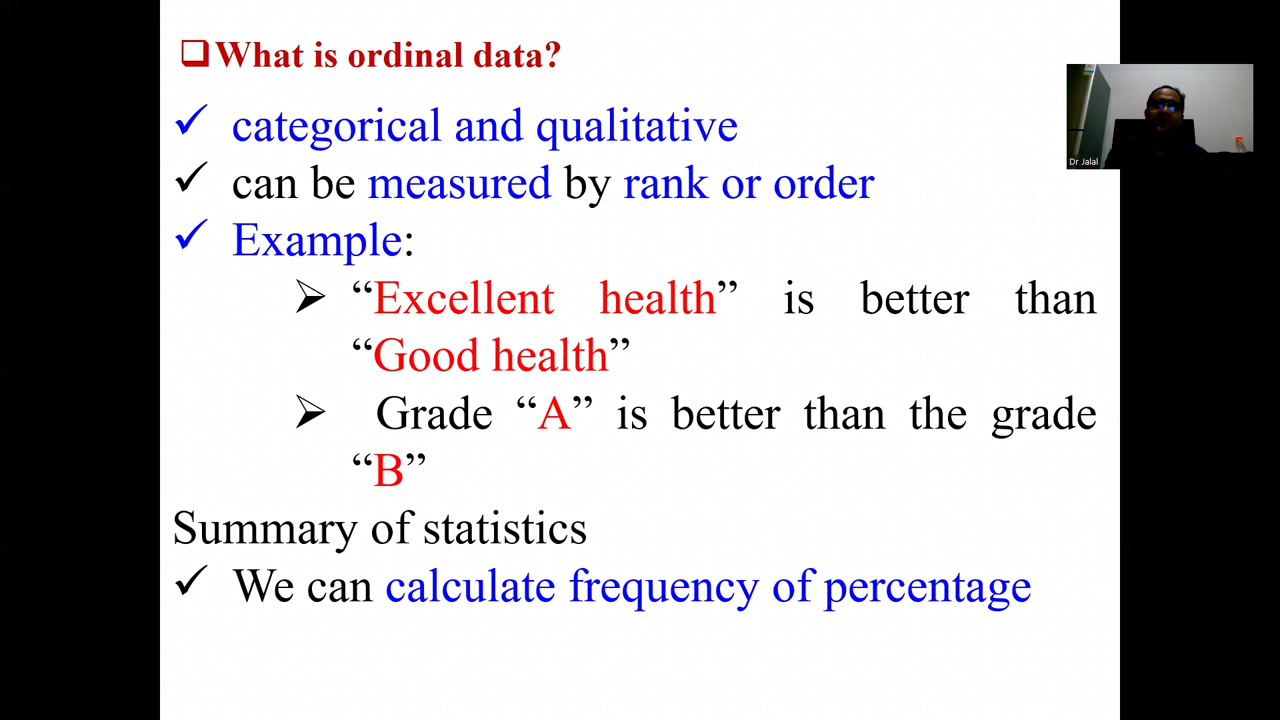 What is ordinal data?
categorical and qualitative
can be measured by rank or order
Example:
“Excellent health” is better than
“Good health”
Grade “A” is better than the grade
“B”
Summary of statistics
We can calculate frequency of percentage
Dr Jalal